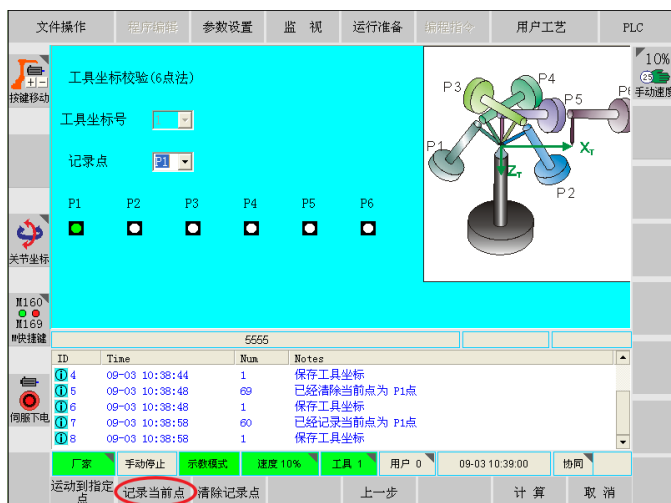 文件操作 程序编辑 参数设置 监 视 运行准备 编程指令 用户工艺 PLC
按键移动
关节坐标
M160
M169
M快捷键
伺服下电
工具坐标校验(6点法)
工具坐标号 1
记录点 P1
P1 P2 P3 P4 P5 P6
P3 P4 P5 P6
P1 P2
XT
ZT
10%
25
手动速度
5555
ID Time Num Notes
4 09-03 10:38:44 1 保存工具坐标
5 09-03 10:38:48 69 已经清除当前点为 P1点
6 09-03 10:38:48 1 保存工具坐标
7 09-03 10:38:58 60 已经记录当前点为 P1点
8 09-03 10:38:58 1 保存工具坐标
厂家 手动停止 示教模式 速度 10% 工具 1 用户 0 09-03 10:39:00 协同
运动到指定点 记录当前点 清除记录点 上一步 计 算 取 消